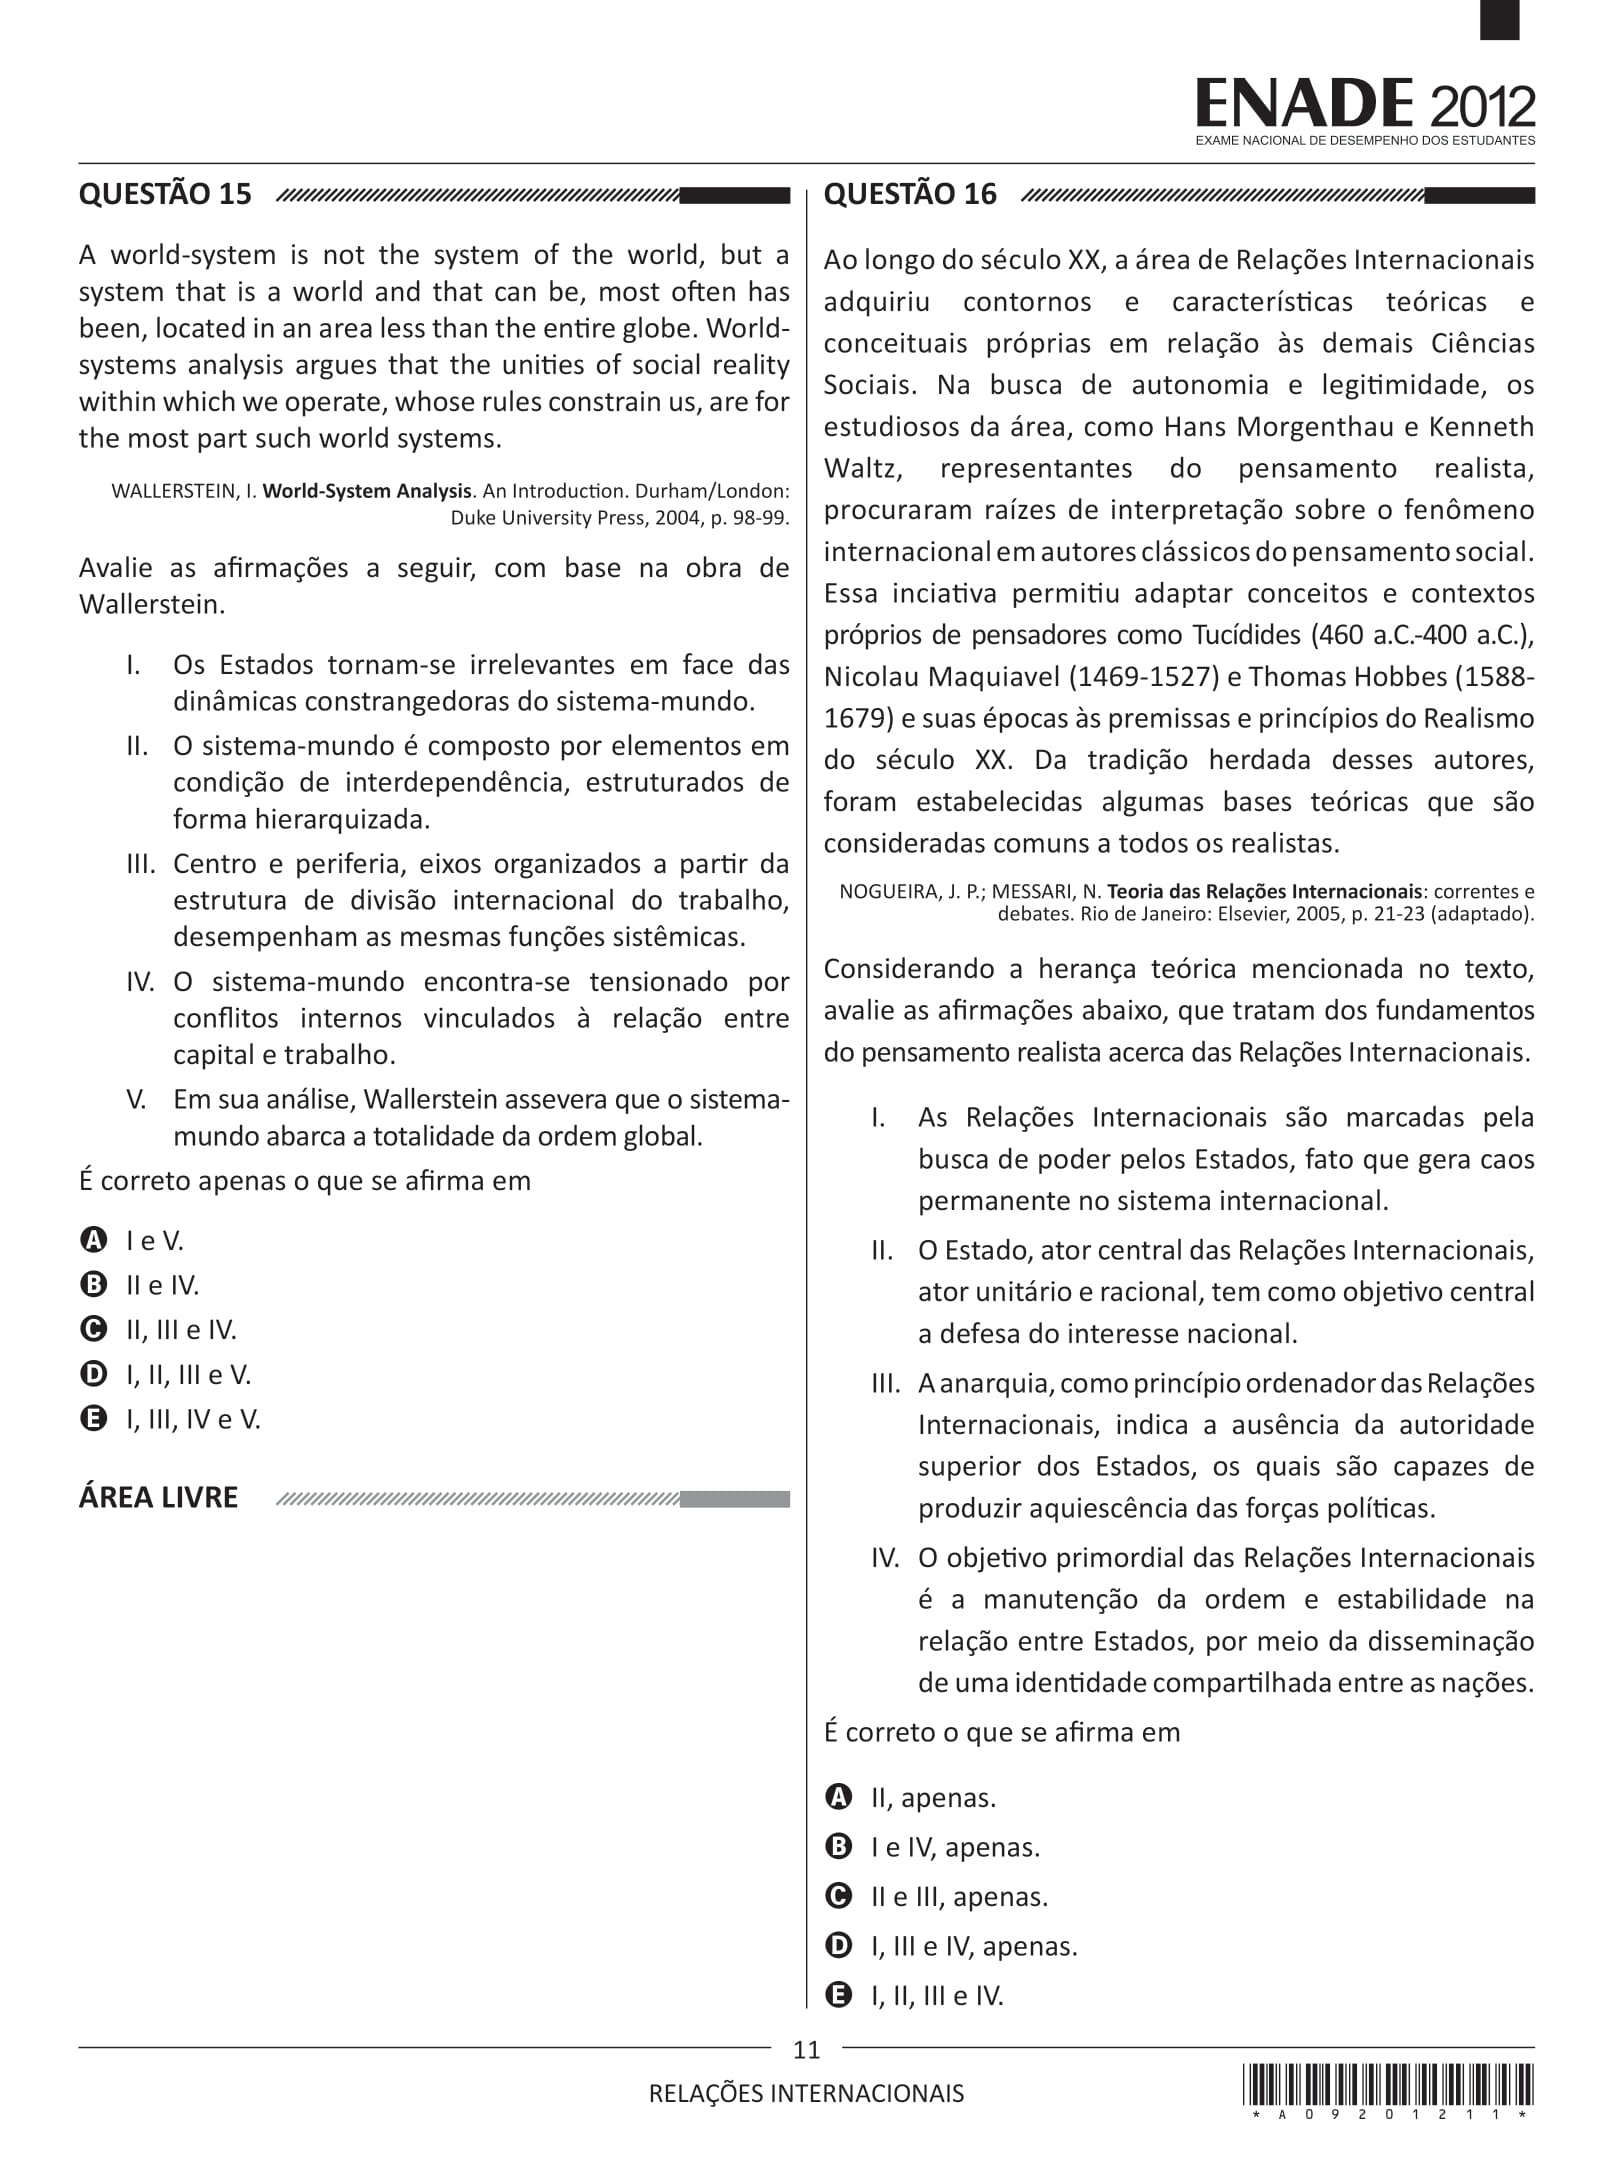 ENADE 2012
EXAME NACIONAL DE DESEMPENHO DOS ESTUDANTES
QUESTÃO 15
A world-system is not the system of the world, but a
system that is a world and that can be, most often has
been, located in an area less than the entire globe. World-
systems analysis argues that the unities of social reality
within which we operate, whose rules constrain us, are for
the most part such world systems.
WALLERSTEIN, I. World-System Analysis. An Introduction. Durham/London:
Duke University Press, 2004, p. 98-99.
Avalie as afirmações a seguir, com base na obra de
Wallerstein.
I. Os Estados tornam-se irrelevantes em face das
dinâmicas constrangedoras do sistema-mundo.
II. O sistema-mundo é composto por elementos em
condição de interdependência, estruturados de
forma hierarquizada.
III. Centro e periferia, eixos organizados a partir da
estrutura de divisão internacional do trabalho,
desempenham as mesmas funções sistêmicas.
IV. O sistema-mundo encontra-se tensionado por
conflitos internos vinculados à relação entre
capital e trabalho.
V. Em sua análise, Wallerstein assevera que o sistema-
mundo abarca a totalidade da ordem global.
É correto apenas o que se afirma em
A I e V.
B II e IV.
C II, III e IV.
D I, II, III e V.
E I, III, IV e V.
ÁREA LIVRE
QUESTÃO 16
Ao longo do século XX, a área de Relações Internacionais
adquiriu contornos e características teóricas e
conceituais próprias em relação às demais Ciências
Sociais. Na busca de autonomia e legitimidade, os
estudiosos da área, como Hans Morgenthau e Kenneth
Waltz, representantes do pensamento realista,
procuraram raízes de interpretação sobre o fenômeno
internacional em autores clássicos do pensamento social.
Essa inciativa permitiu adaptar conceitos e contextos
próprios de pensadores como Tucídides (460 a.C.-400 a.C.),
Nicolau Maquiavel (1469-1527) e Thomas Hobbes (1588-
1679) e suas épocas às premissas e princípios do Realismo
do século XX. Da tradição herdada desses autores,
foram estabelecidas algumas bases teóricas que são
consideradas comuns a todos os realistas.
NOGUEIRA, J. P.; MESSARI, N. Teoria das Relações Internacionais: correntes e
debates. Rio de Janeiro: Elsevier, 2005, p. 21-23 (adaptado).
Considerando a herança teórica mencionada no texto,
avalie as afirmações abaixo, que tratam dos fundamentos
do pensamento realista acerca das Relações Internacionais.
I. As Relações Internacionais são marcadas pela
busca de poder pelos Estados, fato que gera caos
permanente no sistema internacional.
II. O Estado, ator central das Relações Internacionais,
ator unitário e racional, tem como objetivo central
a defesa do interesse nacional.
III. A anarquia, como princípio ordenador das Relações
Internacionais, indica a ausência da autoridade
superior dos Estados, os quais são capazes de
produzir aquiescência das forças políticas.
IV. O objetivo primordial das Relações Internacionais
é a manutenção da ordem e estabilidade na
relação entre Estados, por meio da disseminação
de uma identidade compartilhada entre as nações.
É correto o que se afirma em
A II, apenas.
B I e IV, apenas.
C II e III, apenas.
D I, III e IV, apenas.
E I, II, III e IV.
11
RELAÇÕES INTERNACIONAIS
* A 0 9 2 0 1 2 1 1 *